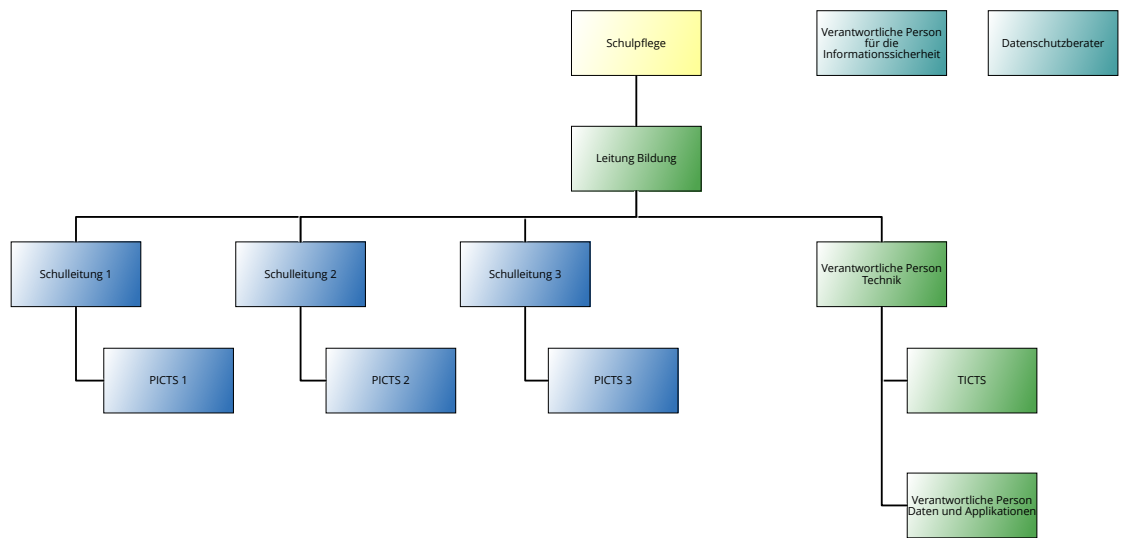 Schulpflege
Verantwortliche Person
für die
Informationssicherheit
Datenschutzberater
Leitung Bildung
Schulleitung 1
Schulleitung 2
Schulleitung 3
Verantwortliche Person
Technik
PICTS 1
PICTS 2
PICTS 3
TICTS
Verantwortliche Person
Daten und Applikationen